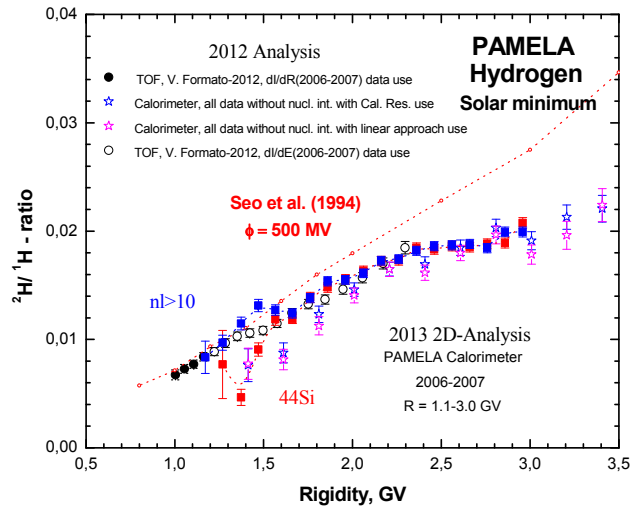 0,04
0,03
0,02
0,01
0,00
²H/ ¹H - ratio
2012 Analysis
TOF, V. Formato-2012, dI/dR(2006-2007) data use
Calorimeter, all data without nucl. int. with Cal. Res. use
Calorimeter, all data without nucl. int. with linear approach use
TOF, V. Formato-2012, dI/dE(2006-2007) data use
PAMELA
Hydrogen
Solar minimum
Seo et al. (1994)
ϕ = 500 MV
nl>10
44Si
2013 2D-Analysis
PAMELA Calorimeter
2006-2007
R = 1.1-3.0 GV
0,5 1,0 1,5 2,0 2,5 3,0 3,5
Rigidity, GV